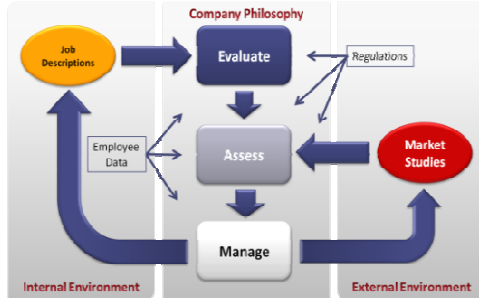 Company Philosophy
Job
Descriptions
Evaluate
Regulations
Employee
Data
Assess
Market
Studies
Manage
Internal Environment
External Environment